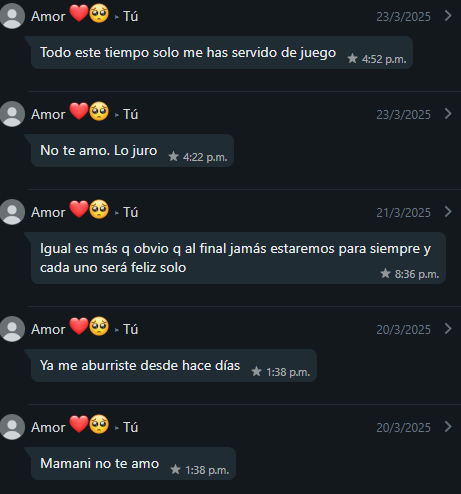 Amor ❤️🥺 ▸ Tú
23/3/2025
Todo este tiempo solo me has servido de juego
★ 4:52 p.m.
Amor ❤️🥺 ▸ Tú
23/3/2025
No te amo. Lo juro
★ 4:22 p.m.
Amor ❤️🥺 ▸ Tú
21/3/2025
Igual es más q obvio q al final jamás estaremos para siempre y
cada uno será feliz solo
★ 8:36 p.m.
Amor ❤️🥺 ▸ Tú
20/3/2025
Ya me aburriste desde hace días
★ 1:38 p.m.
Amor ❤️🥺 ▸ Tú
20/3/2025
Mamani no te amo
★ 1:38 p.m.